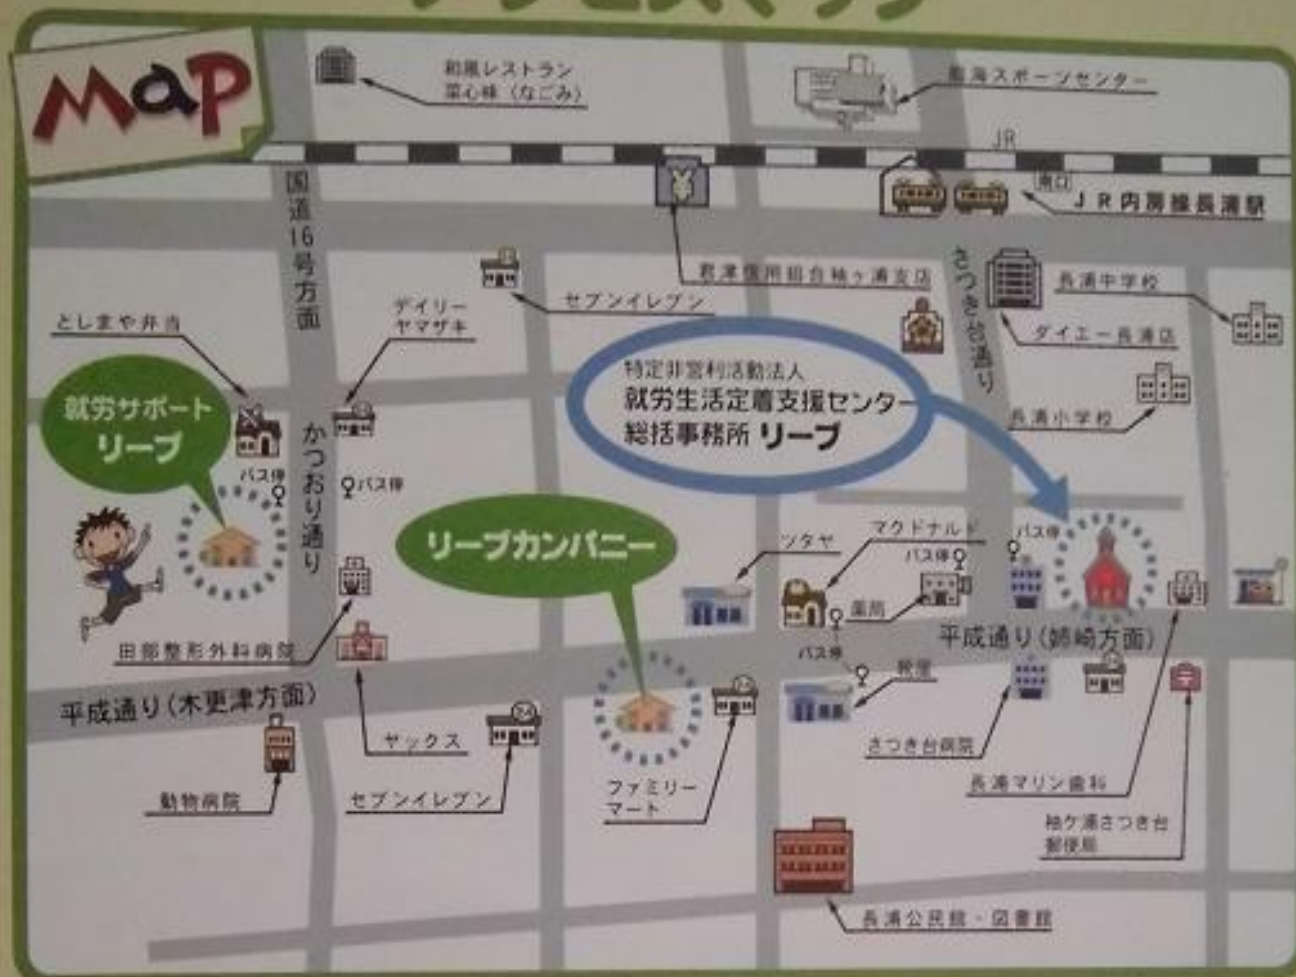 アクセスマップ
MaP
和風レストラン
菜心味(なごみ)
臨海スポーツセンター
JR
南口
JR内房線長浦駅
国道16号方面
君津信用組合袖ヶ浦支店
さつき台通り
長浦中学校
セブンイレブン
デイリー
ヤマザキ
としまや弁当
ダイエー長浦店
特定非営利活動法人
就労生活定着支援センター
総括事務所 リーブ
就労サポート
リーブ
長浦小学校
かつおり通り
バス停
バス停
リーブカンパニー
ツタヤ
マクドナルド
バス停
バス停
薬局
田部整形外科病院
平成通り(姉崎方面)
バス停
靴屋
平成通り(木更津方面)
ヤックス
さつき台病院
動物病院
セブンイレブン
ファミリー
マート
長浦マリン歯科
袖ケ浦さつき台
郵便局
長浦公民館・図書館